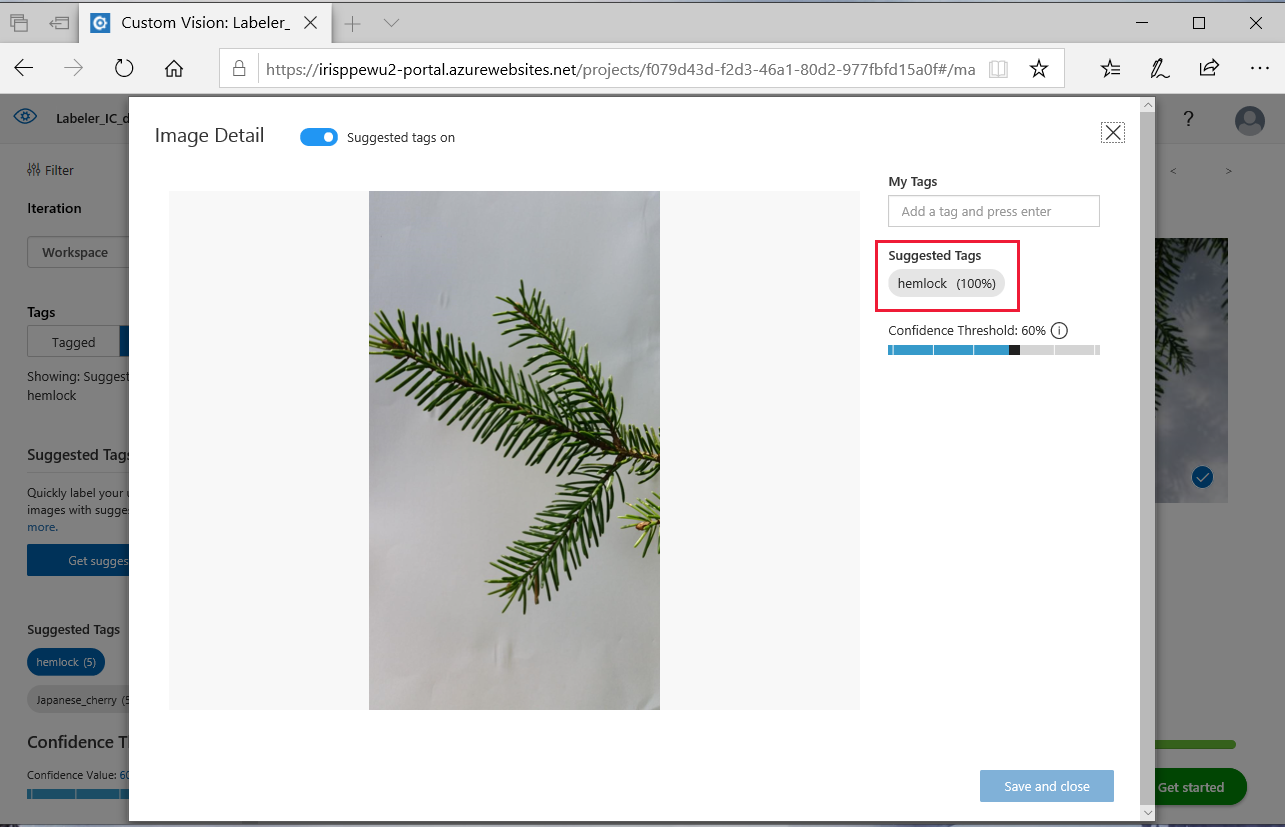 Custom Vision: Labeler_
https://irisppewu2-portal.azurewebsites.net/projects/f079d43d-f2d3-46a1-80d2-977fbfd15a0f#/ma
Labeler_IC_d
?
Image Detail
Suggested tags on
Filter
Iteration
Workspace
Tags
Tagged
Showing: Suggest
hemlock
Suggested Tags
Quickly label your u
images with sugges
more.
Get sugges
Suggested Tags
hemlock (5)
Japanese_cherry (5
Confidence T
Confidence Value: 60
My Tags
Add a tag and press enter
Suggested Tags
hemlock (100%)
Confidence Threshold: 60%
Save and close
Get started